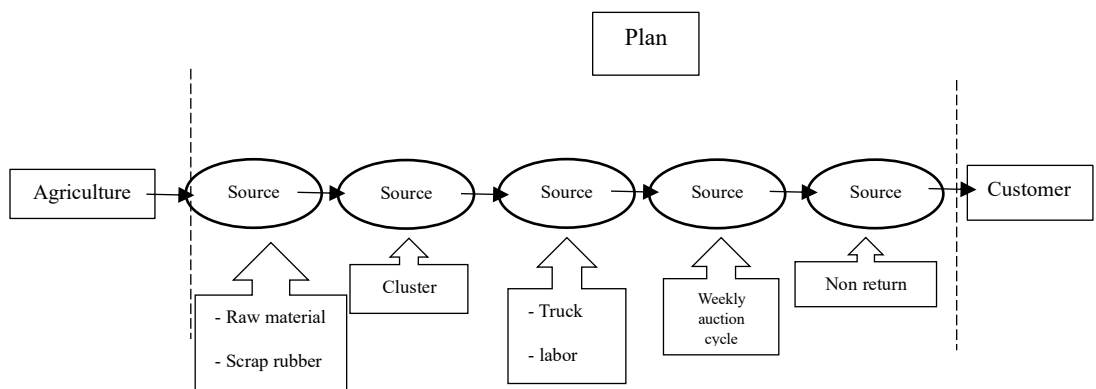 Plan
Agriculture
Source
Source
Source
Source
Source
Customer
- Raw material
- Scrap rubber
Cluster
- Truck
- labor
Weekly
auction
cycle
Non return